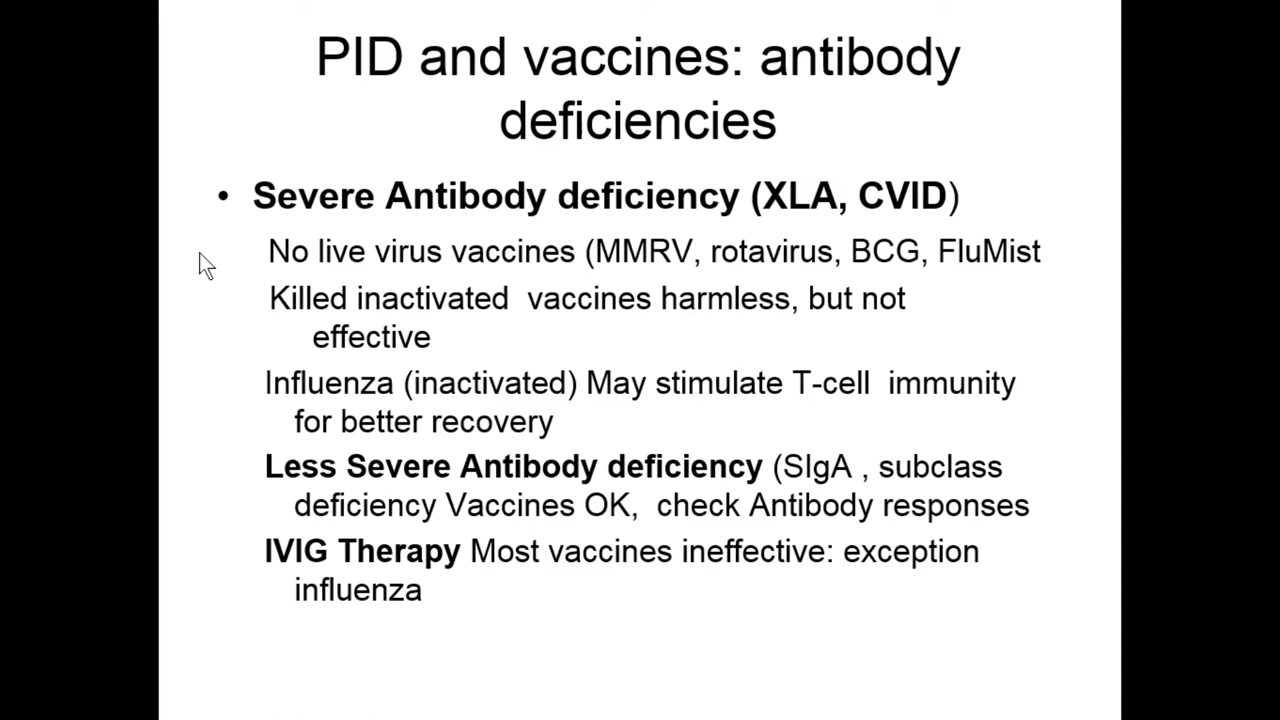 PID and vaccines: antibody
deficiencies
• Severe Antibody deficiency (XLA, CVID)
No live virus vaccines (MMRV, rotavirus, BCG, FluMist
Killed inactivated  vaccines harmless, but not
effective
Influenza (inactivated) May stimulate T-cell  immunity
for better recovery
Less Severe Antibody deficiency (SIgA , subclass
deficiency Vaccines OK,  check Antibody responses
IVIG Therapy Most vaccines ineffective: exception
influenza